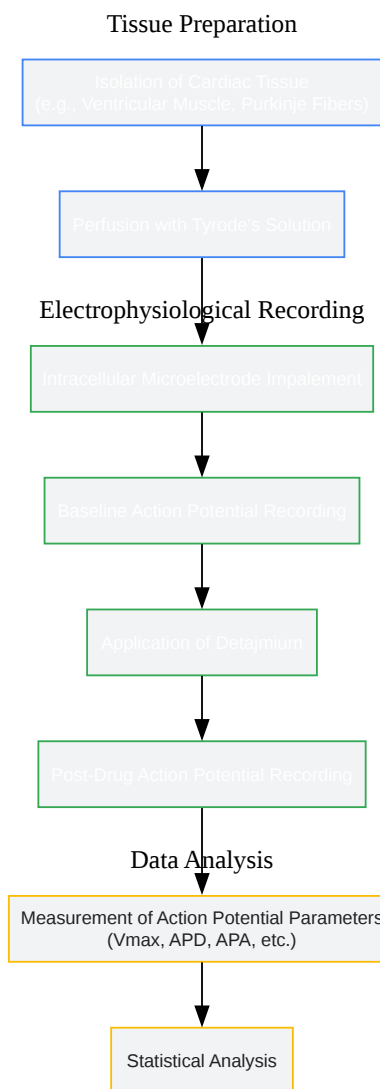 Tissue Preparation
Isolation of Cardiac Tissue
(e.g., Ventricular Muscle, Purkinje Fibers)
Perfusion with Tyrode's Solution
Electrophysiological Recording
Intracellular Microelectrode Impalement
Baseline Action Potential Recording
Application of Detajmium
Post-Drug Action Potential Recording
Data Analysis
Measurement of Action Potential Parameters
(Vmax, APD, APA, etc.)
Statistical Analysis